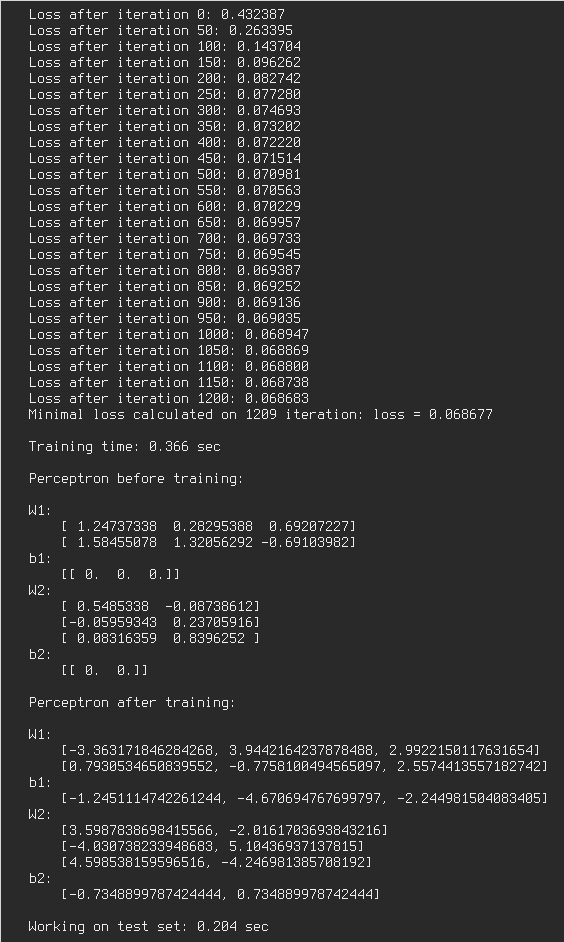 Loss after iteration 0: 0.432387
Loss after iteration 50: 0.263395
Loss after iteration 100: 0.143704
Loss after iteration 150: 0.096262
Loss after iteration 200: 0.082742
Loss after iteration 250: 0.077280
Loss after iteration 300: 0.074693
Loss after iteration 350: 0.073202
Loss after iteration 400: 0.072220
Loss after iteration 450: 0.071514
Loss after iteration 500: 0.070981
Loss after iteration 550: 0.070563
Loss after iteration 600: 0.070229
Loss after iteration 650: 0.069957
Loss after iteration 700: 0.069733
Loss after iteration 750: 0.069545
Loss after iteration 800: 0.069387
Loss after iteration 850: 0.069252
Loss after iteration 900: 0.069136
Loss after iteration 950: 0.069035
Loss after iteration 1000: 0.068947
Loss after iteration 1050: 0.068869
Loss after iteration 1100: 0.068800
Loss after iteration 1150: 0.068738
Loss after iteration 1200: 0.068683
Minimal loss calculated on 1209 iteration: loss = 0.068677
Training time: 0.366 sec
Perceptron before training:
W1:
[ 1.24737338 0.28295388 0.69207227]
[ 1.58455078 1.32056292 -0.69103982]
b1:
[[ 0. 0. 0.]]
W2:
[ 0.5485338 -0.08738612]
[-0.05959343 0.23705916]
[ 0.08316359 0.8396252 ]
b2:
[[ 0. 0.]]
Perceptron after training:
W1:
[-3.363171846284268, 3.9442164237878488, 2.9922150117631654]
[0.7930534650839552, -0.7758100494565097, 2.5574413557182742]
b1:
[-1.2451114742261244, -4.670694767699797, -2.244981504083405]
W2:
[3.5987838698415566, -2.0161703693843216]
[-4.030738233948683, 5.10436937137815]
[4.598538159596516, -4.246981385708192]
b2:
[-0.7348899787424444, 0.734889978742444]
Working on test set: 0.204 sec